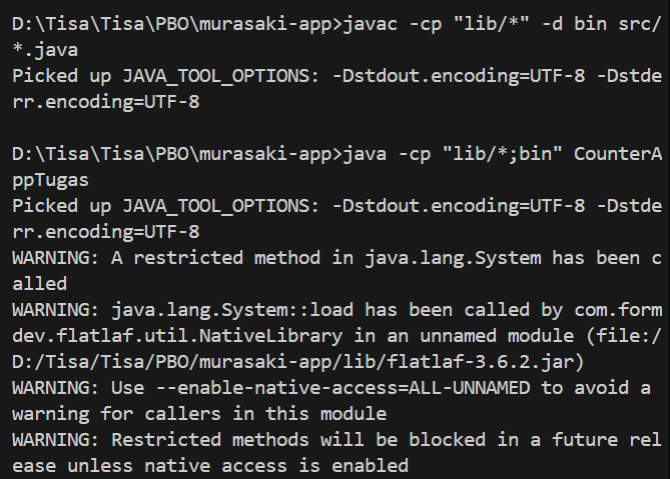 D:\Tisa\Tisa\PBO\murasaki-app>javac -cp "lib/*" -d bin src/
*.java
Picked up JAVA_TOOL_OPTIONS: -Dstdout.encoding=UTF-8 -Dstde
rr.encoding=UTF-8
D:\Tisa\Tisa\PBO\murasaki-app>java -cp "lib/*;bin" CounterA
ppTugas
Picked up JAVA_TOOL_OPTIONS: -Dstdout.encoding=UTF-8 -Dstde
rr.encoding=UTF-8
WARNING: A restricted method in java.lang.System has been c
alled
WARNING: java.lang.System::load has been called by com.form
dev.flatlaf.util.NativeLibrary in an unnamed module (file:/
D:/Tisa/Tisa/PBO/murasaki-app/lib/flatlaf-3.6.2.jar)
WARNING: Use --enable-native-access=ALL-UNNAMED to avoid a
warning for callers in this module
WARNING: Restricted methods will be blocked in a future rel
ease unless native access is enabled